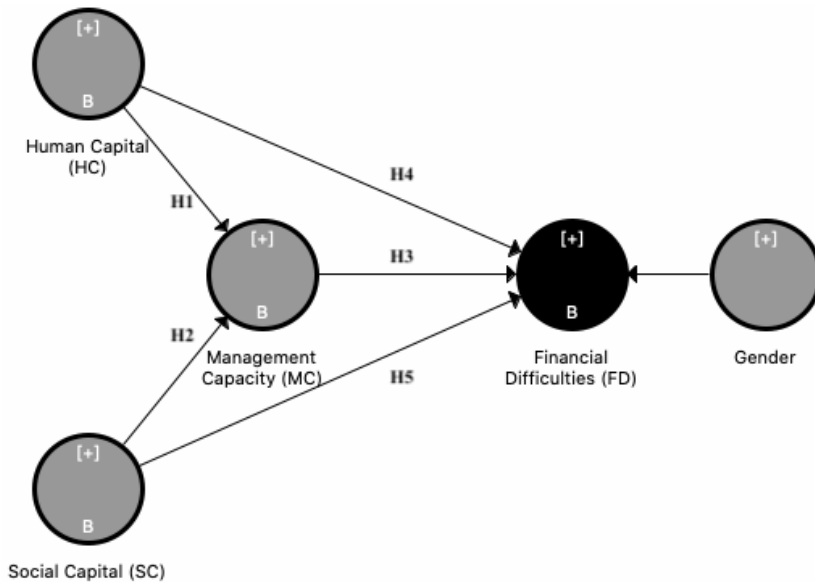 [+]
B
Human Capital
(HC)
H1
H4
[+]
B
Management
Capacity (MC)
H3
[+]
B
Financial
Difficulties (FD)
[+]
Gender
H2
H5
[+]
B
Social Capital (SC)